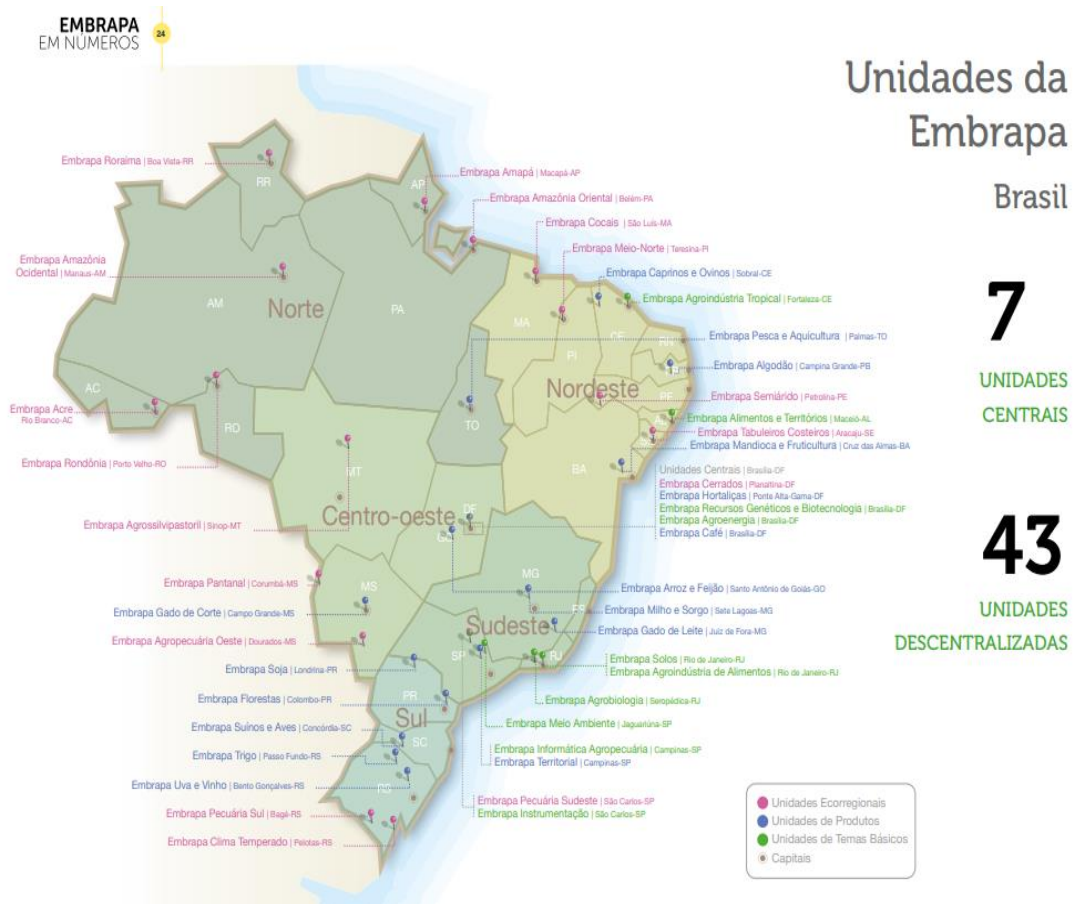 EMBRAPA
EM NÚMEROS
24
Unidades da
Embrapa
Brasil
7
UNIDADES
CENTRAIS
43
UNIDADES
DESCENTRALIZADAS
Embrapa Roraima | Boa Vista-RR
Embrapa Amapá | Macapá-AP
Embrapa Amazônia Oriental | Belém-PA
Embrapa Cocais | São Luís-MA
Embrapa Meio-Norte | Teresina-PI
Embrapa Amazônia
Ocidental | Manaus-AM
Embrapa Caprinos e Ovinos | Sobral-CE
Embrapa Agroindústria Tropical | Fortaleza-CE
Embrapa Pesca e Aquicultura | Palmas-TO
Embrapa Algodão | Campina Grande-PB
Embrapa Semiárido | Petrolina-PE
Embrapa Acre
Rio Branco-AC
Embrapa Alimentos e Territórios | Maceió-AL
Embrapa Tabuleiros Costeiros | Aracaju-SE
Embrapa Mandioca e Fruticultura | Cruz das Almas-BA
Embrapa Rondônia | Porto Velho-RO
Unidades Centrais | Brasília-DF
Embrapa Cerrados | Planaltina-DF
Embrapa Hortaliças | Ponte Alta-Gama-DF
Embrapa Recursos Genéticos e Biotecnologia | Brasília-DF
Embrapa Agroenergia | Brasília-DF
Embrapa Café | Brasília-DF
Embrapa Agrossilvipastoril | Sinop-MT
Embrapa Pantanal | Corumbá-MS
Embrapa Arroz e Feijão | Santo Antônio de Goiás-GO
Embrapa Gado de Corte | Campo Grande-MS
Embrapa Milho e Sorgo | Sete Lagoas-MG
Embrapa Gado de Leite | Juiz de Fora-MG
Embrapa Agropecuária Oeste | Dourados-MS
Embrapa Solos | Rio de Janeiro-RJ
Embrapa Agroindústria de Alimentos | Rio de Janeiro-RJ
Embrapa Soja | Londrina-PR
Embrapa Florestas | Colombo-PR
Embrapa Agrobiologia | Seropédica-RJ
Embrapa Meio Ambiente | Jaguariúna-SP
Embrapa Suínos e Aves | Concórdia-SC
Embrapa Informática Agropecuária | Campinas-SP
Embrapa Territorial | Campinas-SP
Embrapa Trigo | Passo Fundo-RS
Embrapa Uva e Vinho | Bento Gonçalves-RS
Embrapa Pecuária Sudeste | São Carlos-SP
Embrapa Instrumentação | São Carlos-SP
Embrapa Pecuária Sul | Bagé-RS
Embrapa Clima Temperado | Pelotas-RS
RR
AP
AM
Norte
PA
MA
CE
RN
PI
Nordeste
PE
AC
RO
TO
BA
MT
Centro-oeste
DF
GO
MG
MS
ES
Sudeste
SP
RJ
PR
Sul
SC
RS
Unidades Ecorregionais
Unidades de Produtos
Unidades de Temas Básicos
Capitais